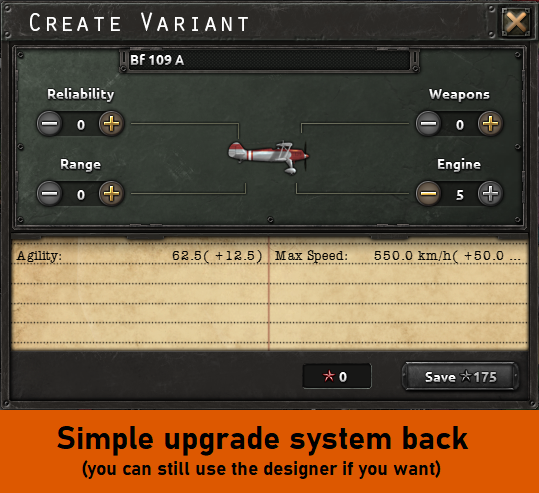 Create Variant
Bf 109 A
Reliability
Weapons
0
0
Range
Engine
0
5
Agility: 62.5( +12.5) Max Speed: 550.0 km/h( +50.0 ...
0
Save 175
Simple upgrade system back
(you can still use the designer if you want)